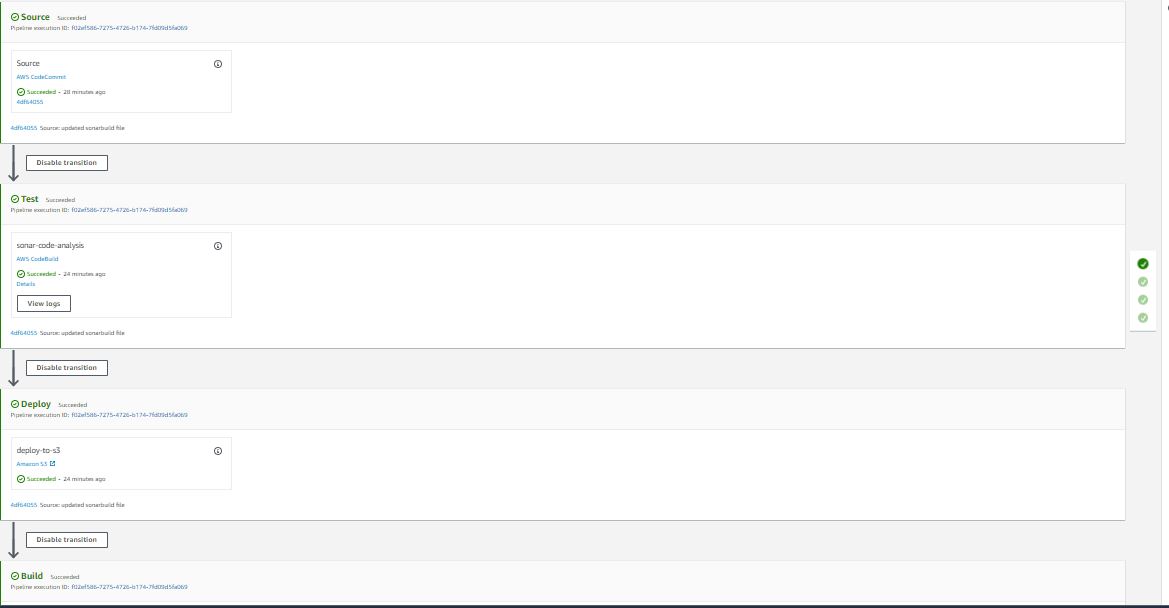 Source Succeeded
Pipeline execution ID: f02ef586-7275-4726-b174-7fd09d5fa069
Source
AWS CodeCommit
Succeeded - 28 minutes ago
4df64055
4df64055 Source: updated sonarbuild file
Disable transition
Test Succeeded
Pipeline execution ID: f02ef586-7275-4726-b174-7fd09d5fa069
sonar-code-analysis
AWS CodeBuild
Succeeded - 24 minutes ago
Details
View logs
4df64055 Source: updated sonarbuild file
Disable transition
Deploy Succeeded
Pipeline execution ID: f02ef586-7275-4726-b174-7fd09d5fa069
deploy-to-s3
Amazon S3
Succeeded - 24 minutes ago
4df64055 Source: updated sonarbuild file
Disable transition
Build Succeeded
Pipeline execution ID: f02ef586-7275-4726-b174-7fd09d5fa069